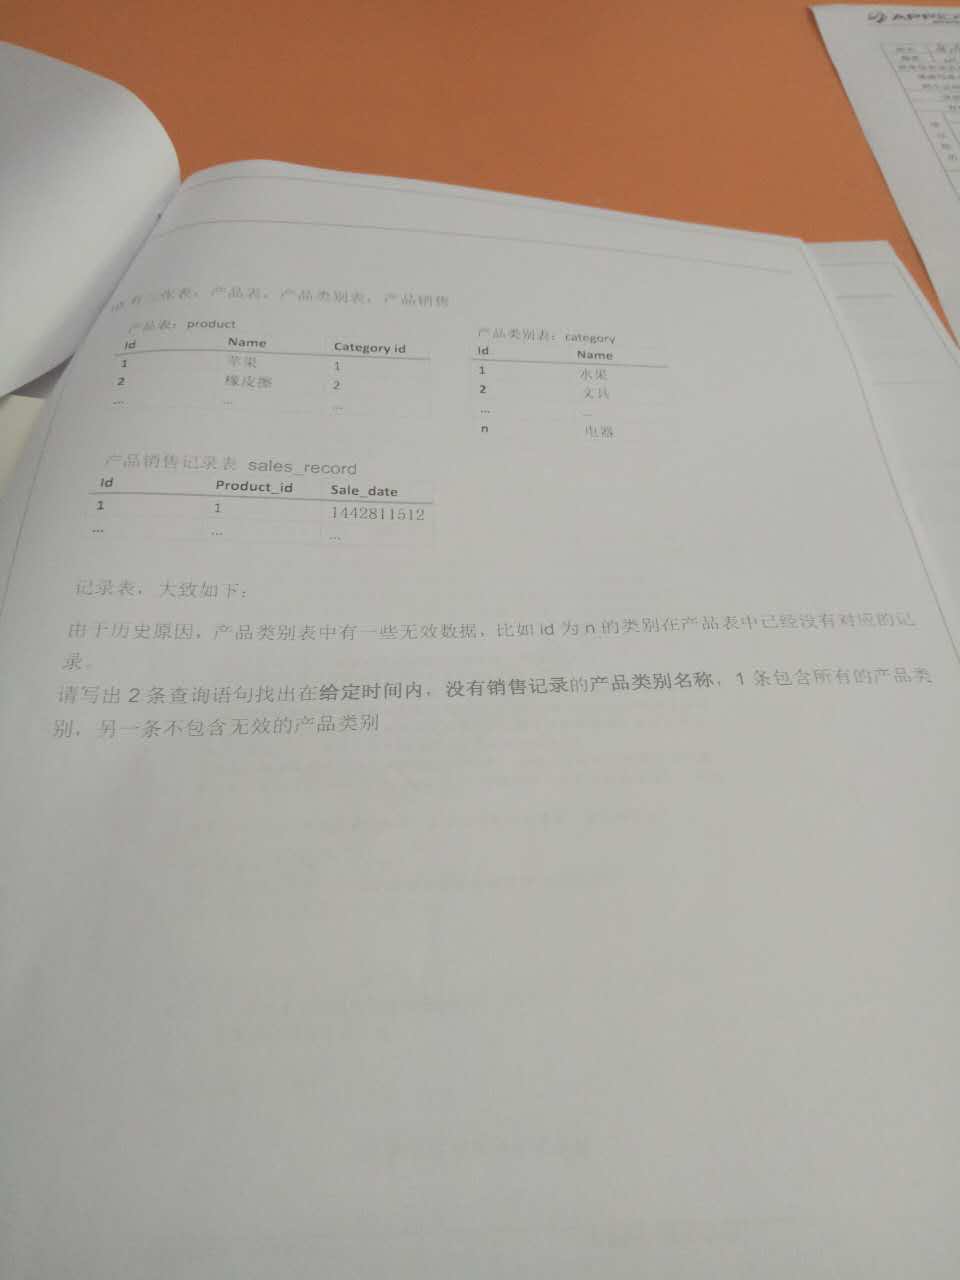 有三张表，产品表，产品类别表，产品销售
产品表：product
Id Name Category id
1 苹果 1
2 橡皮擦 2
... ... ...
产品类别表：category
Id Name
1 水果
2 文具
... ...
n 电器
产品销售记录表 sales_record
Id Product_id Sale_date
1 1 1442811512
... ... ...
记录表，大致如下：
由于历史原因，产品类别表中有一些无效数据，比如 id 为 n 的类别在产品表中已经没有对应的记
录。
请写出 2 条查询语句找出在给定时间内，没有销售记录的产品类别名称，1 条包含所有的产品类
别，另一条不包含无效的产品类别